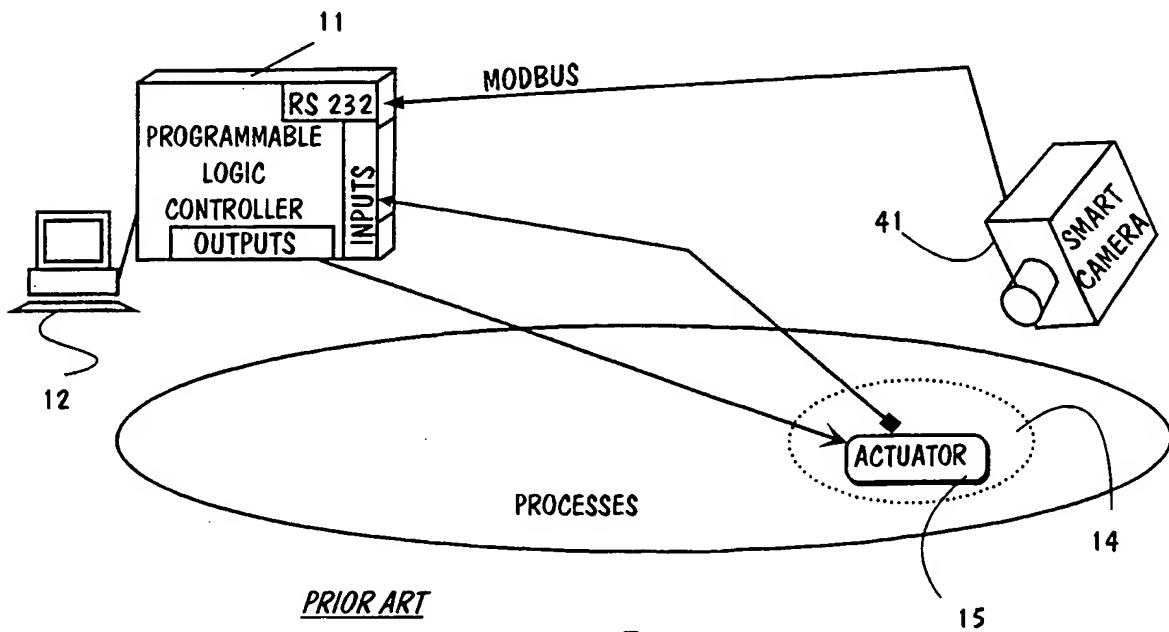 11
MODBUS
RS 232
PROGRAMMABLE
LOGIC
CONTROLLER
INPUTS
OUTPUTS
SMART
CAMERA
41
12
ACTUATOR
PROCESSES
14
15
PRIOR ART